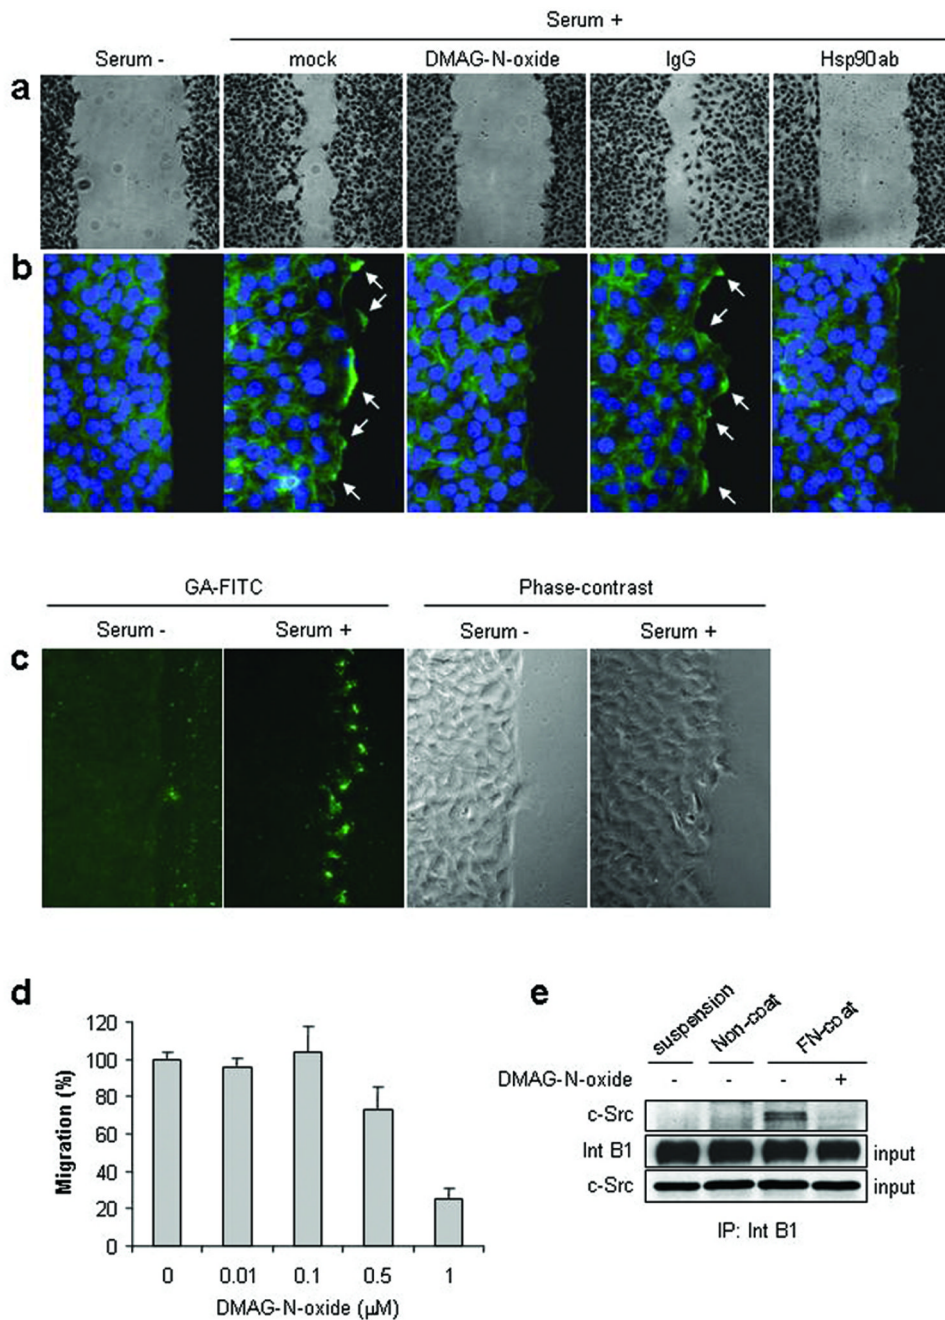 Serum +
Serum -
mock
DMAG-N-oxide
IgG
Hsp90ab
a
b
GA-FITC
Phase-contrast
Serum -
Serum +
Serum -
Serum +
c
d
Migration (%)
120
100
80
60
40
20
0
0
0.01
0.1
0.5
1
DMAG-N-oxide (µM)
e
suspension
Non-coat
FN-coat
DMAG-N-oxide - - - +
c-Src
Int B1 input
c-Src input
IP: Int B1